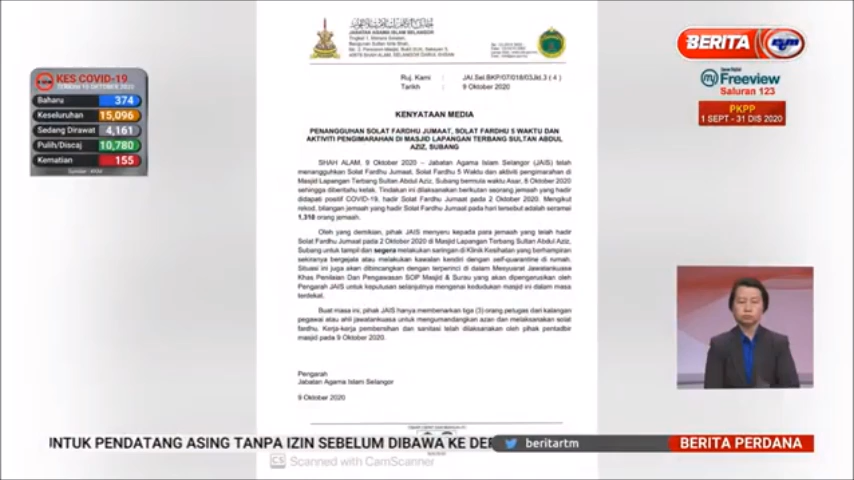 JABATAN AGAMA ISLAM SELANGOR
Ruj. Kami : JAI.Sel.BKP/07/018/03Jld.3 ( 4 )
Tarikh : 9 Oktober 2020
KENYATAAN MEDIA
PENANGGUHAN SOLAT FARDHU JUMAAT, SOLAT FARDHU 5 WAKTU DAN
AKTIVITI PENGIMARAHAN DI MASJID LAPANGAN TERBANG SULTAN ABDUL
AZIZ, SUBANG
SHAH ALAM, 9 Oktober 2020 – Jabatan Agama Islam Selangor (JAIS) telah
menangguhkan Solat Fardhu Jumaat, Solat Fardhu 5 Waktu dan aktiviti pengimarahan di
Masjid Lapangan Terbang Sultan Abdul Aziz, Subang bermula waktu Asar, 8 Oktober 2020
sehingga diberitahu kelak. Tindakan ini dilaksanakan berikutan seorang jemaah yang hadir
didapati positif COVID-19, hadir Solat Fardhu Jumaat pada 2 Oktober 2020. Mengikut
rekod, bilangan jemaah yang hadir Solat Fardhu Jumaat pada hari tersebut adalah seramai
1,310 orang jemaah.
Oleh yang demikian, pihak JAIS menyeru kepada para jemaah yang telah hadir
Solat Fardhu Jumaat pada 2 Oktober 2020 di Masjid Lapangan Terbang Sultan Abdul Aziz,
Subang untuk tampil dan segera melakukan saringan di Klinik Kesihatan yang berhampiran
sekiranya bergejala atau melakukan kawalan kendiri dengan self-quarantine di rumah.
Situasi ini juga akan dibincangkan dengan terperinci di dalam Mesyuarat Jawatankuasa
Khas Penilaian Dan Pengawasan SOP Masjid & Surau yang akan dipengerusikan oleh
Pengarah JAIS untuk keputusan selanjutnya mengenai kedudukan masjid ini dalam masa
terdekat.
Buat masa ini, pihak JAIS hanya membenarkan tiga (3) orang petugas dari kalangan
pegawai atau ahli jawatankuasa untuk mengumandangkan azan dan melaksanakan solat
fardhu. Kerja-kerja pembersihan dan sanitasi telah dilaksanakan oleh pihak pentadbir
masjid pada 9 Oktober 2020.
Pengarah
Jabatan Agama Islam Selangor
9 Oktober 2020
CS Scanned with CamScanner
KES COVID-19
Baharu 374
Keseluruhan 15,096
Sedang Dirawat 4,161
Pulih/Discaj 10,780
Kematian 155
BERITA
Freeview
Saluran 123
PKPP
1 SEPT - 31 DIS 2020
UNTUK PENDATANG ASING TANPA IZIN SEBELUM DIBAWA KE DEP
beritartm
BERITA PERDANA